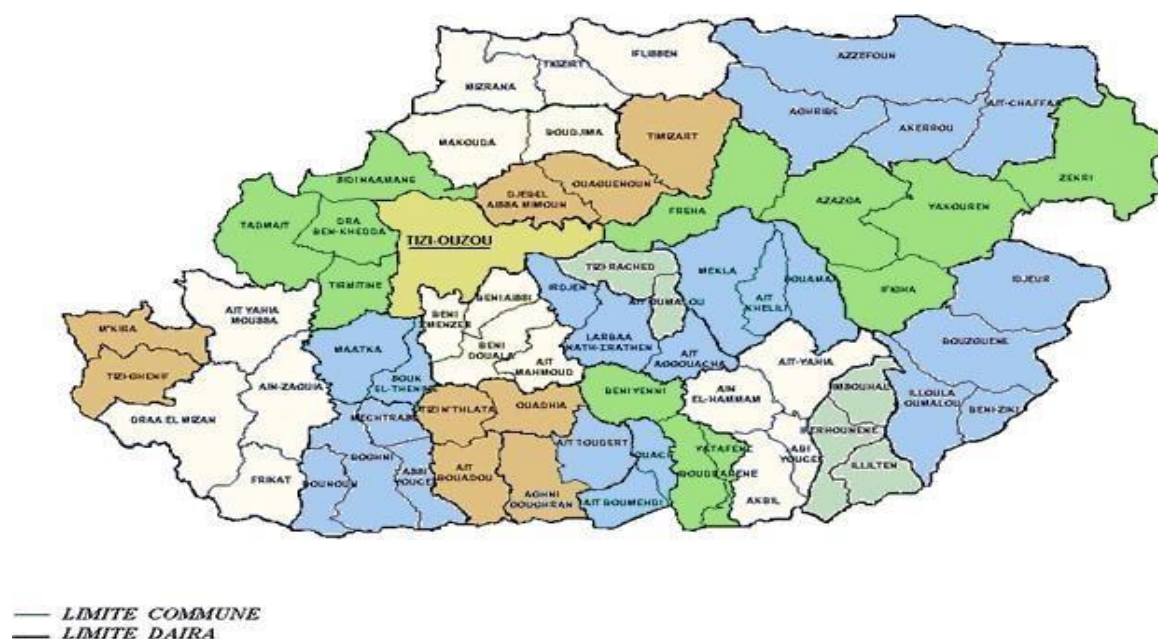 IFLISSEN
TIGZIRT
MIZRANA
AZZEFOUN
AIT-CHAFFAA
AGHRIBS
AKERROU
MAKOUDA
BOUDJIMA
TIMIZART
ZEKRI
SIDI NAAMANE
DJEBEL
AISSA MIMOUN
OUAGUENOUN
FREHA
AZAZGA
YAKOUREN
TADMAIT
DRA
BEN-KHEDDA
TIZI-OUZOU
TIZI-RACHED
MEKLA
SOUAMAA
AIT
KHELILI
IFIGHA
IDJEUR
TIRMITINE
BENI AISSI
IRDJEN
AIT OUMALOU
AIT YAHIA
MOUSSA
BENI
ZMENZER
BENI
DOUALA
LARBAA
NATH-IRATHEN
BOUZGUENE
M'KIRA
MAATKA
AIT
MAHMOUD
AIT
AGGOUACHA
AIT-YAHIA
TIZI-GHENIF
AIN-ZAOUIA
SOUK
EL-THENINE
BENI YENNI
AIN
EL-HAMMAM
IMSOUHAL
ILLOULA
OUMALOU
BENI-ZIKI
DRAA EL MIZAN
MECHTRAS
TIZI N'THLATA
OUADHIA
IFERHOUNENE
AIT TOUDERT
OUACIF
YATAFENE
ABI
YOUCEF
FRIKAT
BOGHNI
BOUNOUH
ASSI
YOUCEF
AIT
BOUADOU
AGHNI
GOUGHRAN
AIT BOUMEHDI
BOUDRARENE
AKBIL
ILLILTEN
LIMITE COMMUNE
LIMITE DAIRA